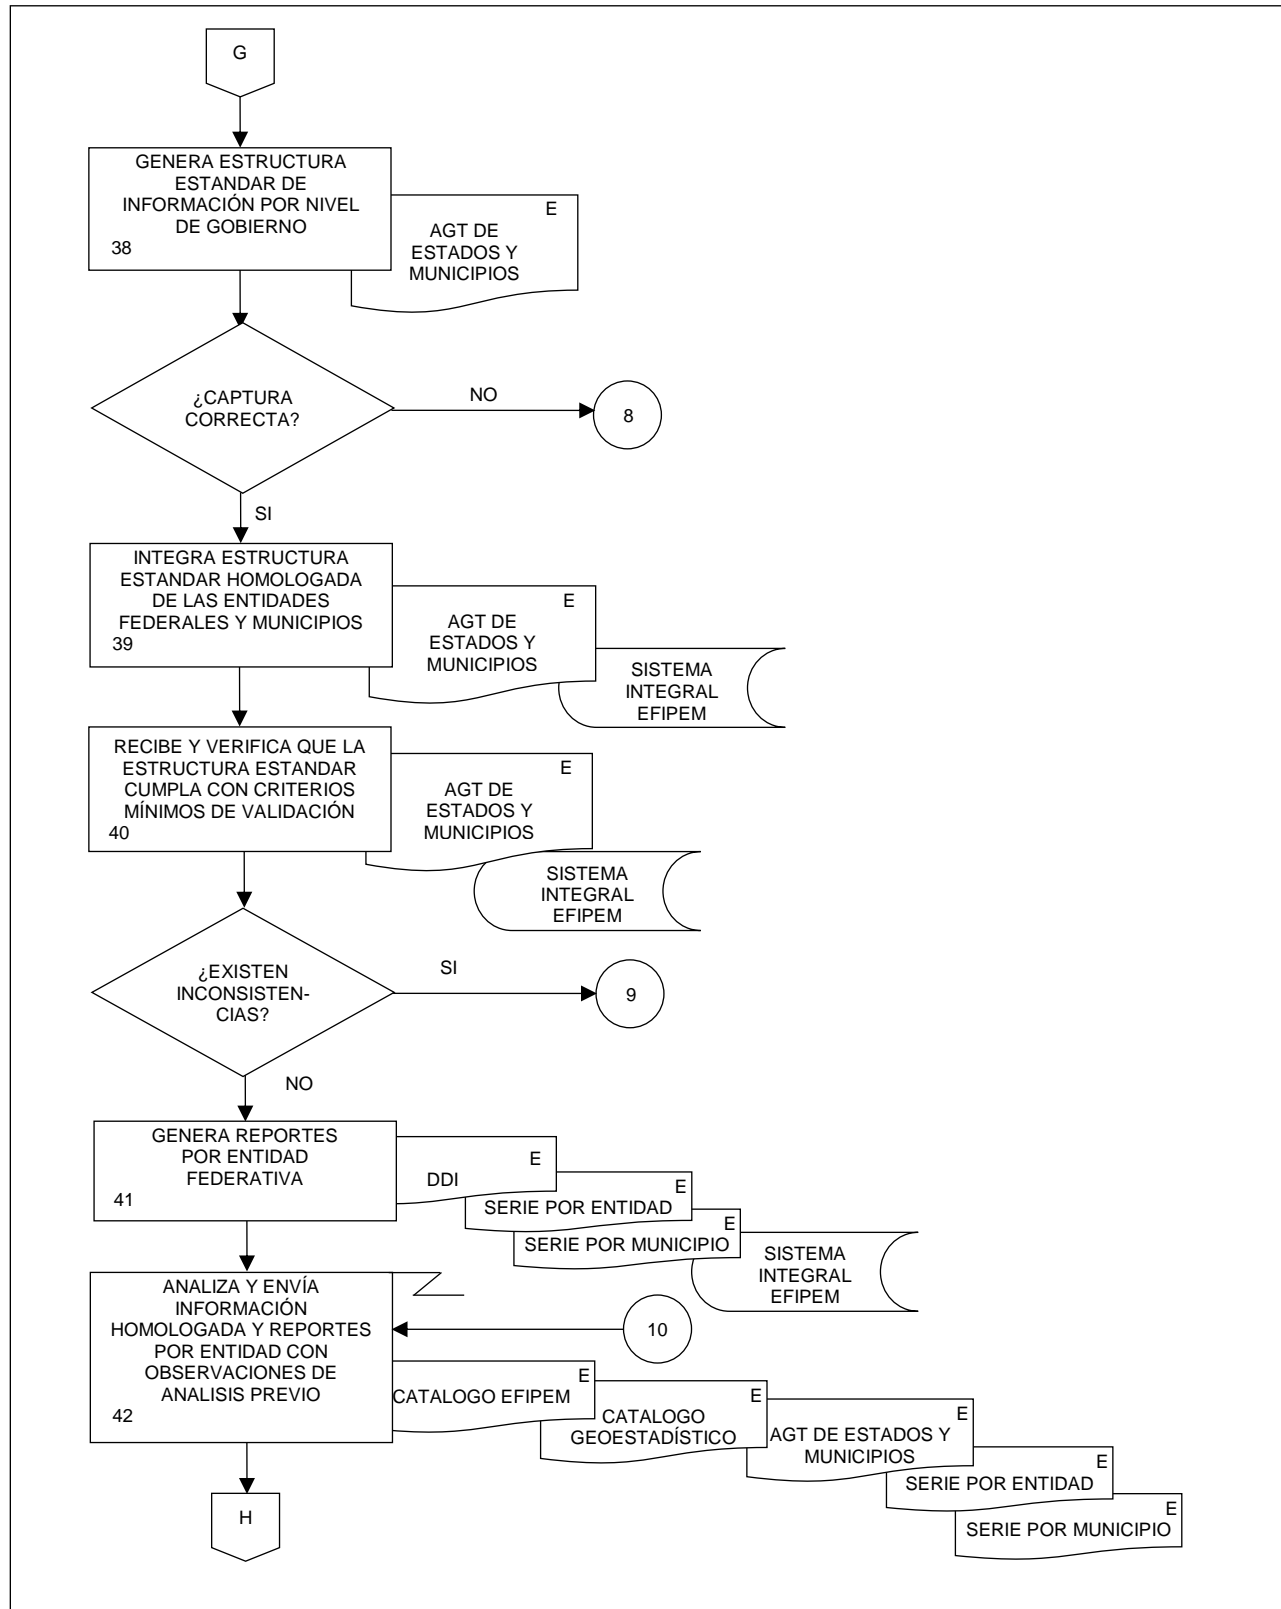 G
GENERA ESTRUCTURA
ESTANDAR DE
INFORMACIÓN POR NIVEL
DE GOBIERNO
38
E
AGT DE
ESTADOS Y
MUNICIPIOS
¿CAPTURA
CORRECTA?
NO
8
SI
INTEGRA ESTRUCTURA
ESTANDAR HOMOLOGADA
DE LAS ENTIDADES
FEDERALES Y MUNICIPIOS
39
E
AGT DE
ESTADOS Y
MUNICIPIOS
SISTEMA
INTEGRAL
EFIPEM
RECIBE Y VERIFICA QUE LA
ESTRUCTURA ESTANDAR
CUMPLA CON CRITERIOS
MÍNIMOS DE VALIDACIÓN
40
E
AGT DE
ESTADOS Y
MUNICIPIOS
SISTEMA
INTEGRAL
EFIPEM
¿EXISTEN
INCONSISTEN-
CIAS?
SI
9
NO
GENERA REPORTES
POR ENTIDAD
FEDERATIVA
41
E
DDI
E
SERIE POR ENTIDAD
E
SERIE POR MUNICIPIO
SISTEMA
INTEGRAL
EFIPEM
ANALIZA Y ENVÍA
INFORMACIÓN
HOMOLOGADA Y REPORTES
POR ENTIDAD CON
OBSERVACIONES DE
ANALISIS PREVIO
42
10
E
CATALOGO EFIPEM
E
CATALOGO
GEOESTADÍSTICO
E
AGT DE ESTADOS Y
MUNICIPIOS
E
SERIE POR ENTIDAD
E
SERIE POR MUNICIPIO
H